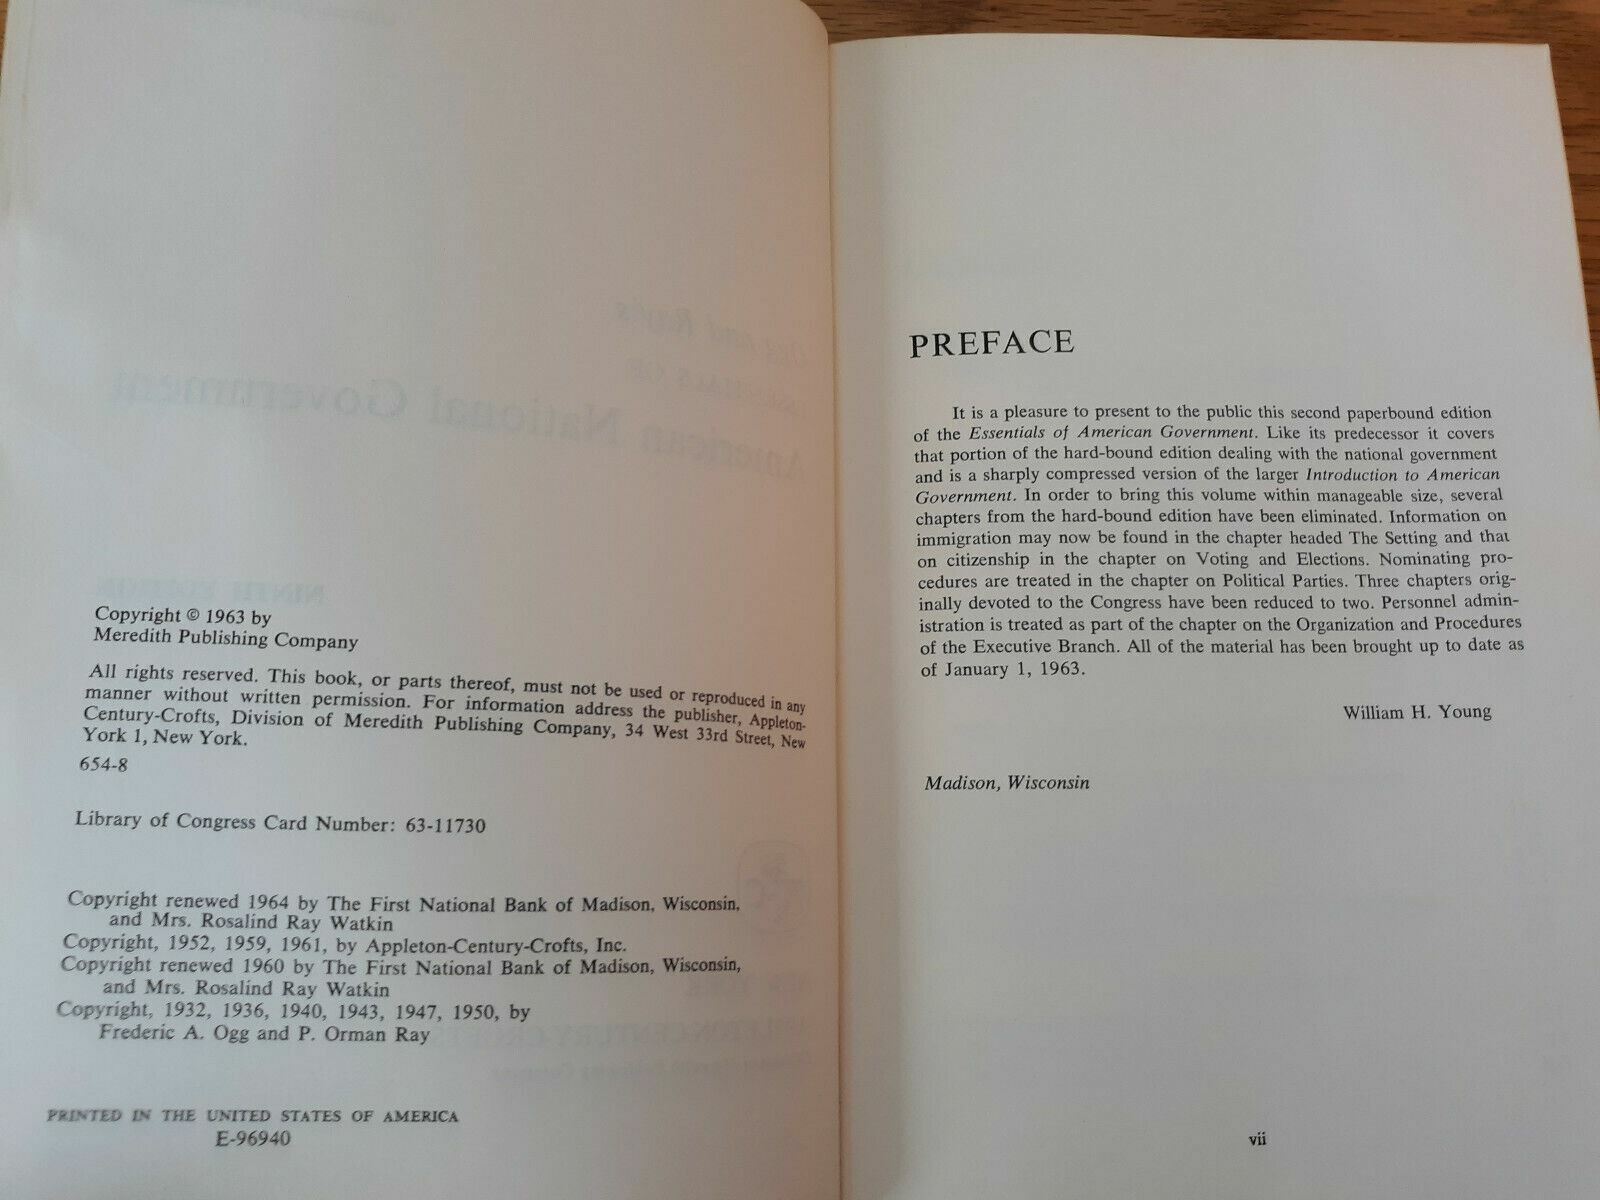 Copyright © 1963 by
Meredith Publishing Company
All rights reserved. This book, or parts thereof, must not be used or reproduced in any
manner without written permission. For information address the publisher, Appleton-
Century-Crofts, Division of Meredith Publishing Company, 34 West 33rd Street, New
York 1, New York.
654-8
Library of Congress Card Number: 63-11730
Copyright renewed 1964 by The First National Bank of Madison, Wisconsin,
and Mrs. Rosalind Ray Watkin
Copyright, 1952, 1959, 1961, by Appleton-Century-Crofts, Inc.
Copyright renewed 1960 by The First National Bank of Madison, Wisconsin,
and Mrs. Rosalind Ray Watkin
Copyright, 1932, 1936, 1940, 1943, 1947, 1950, by
Frederic A. Ogg and P. Orman Ray
PRINTED IN THE UNITED STATES OF AMERICA
E-96940
PREFACE
It is a pleasure to present to the public this second paperbound edition
of the Essentials of American Government. Like its predecessor it covers
that portion of the hard-bound edition dealing with the national government
and is a sharply compressed version of the larger Introduction to American
Government. In order to bring this volume within manageable size, several
chapters from the hard-bound edition have been eliminated. Information on
immigration may now be found in the chapter headed The Setting and that
on citizenship in the chapter on Voting and Elections. Nominating pro-
cedures are treated in the chapter on Political Parties. Three chapters orig-
inally devoted to the Congress have been reduced to two. Personnel admin-
istration is treated as part of the chapter on the Organization and Procedures
of the Executive Branch. All of the material has been brought up to date as
of January 1, 1963.
William H. Young
Madison, Wisconsin
vii